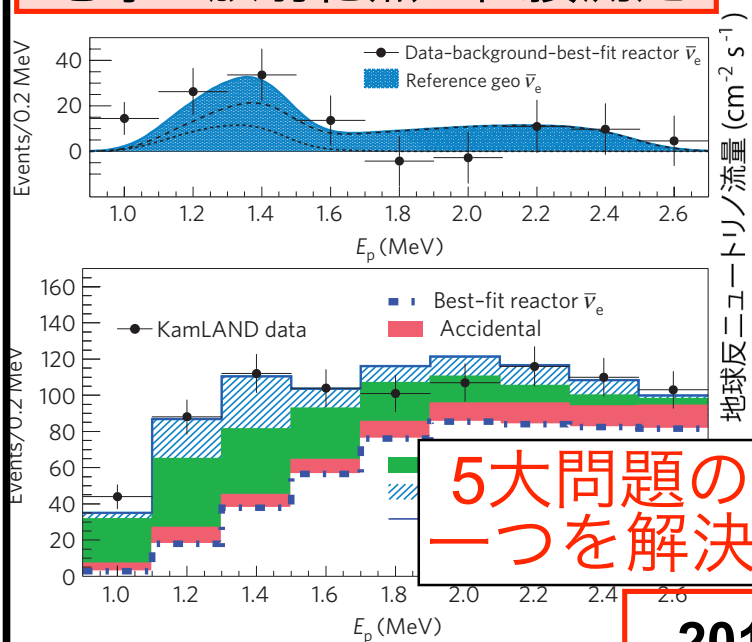 Events/0.2 MeV
40
20
0
Data-background-best-fit reactor ν̅e
Reference geo ν̅e
1.0 1.2 1.4 1.6 1.8 2.0 2.2 2.4 2.6
Ep (MeV)
地球反ニュートリノ流量 (cm-2 s-1)
Events/0.2 MeV
160
140
120
100
80
60
40
20
0
KamLAND data
Best-fit reactor ν̅e
Accidental
5大問題の
一つを解決
1.0 1.2 1.4 1.6 1.8 2.0 2.2 2.4 2.6
Ep (MeV)
201